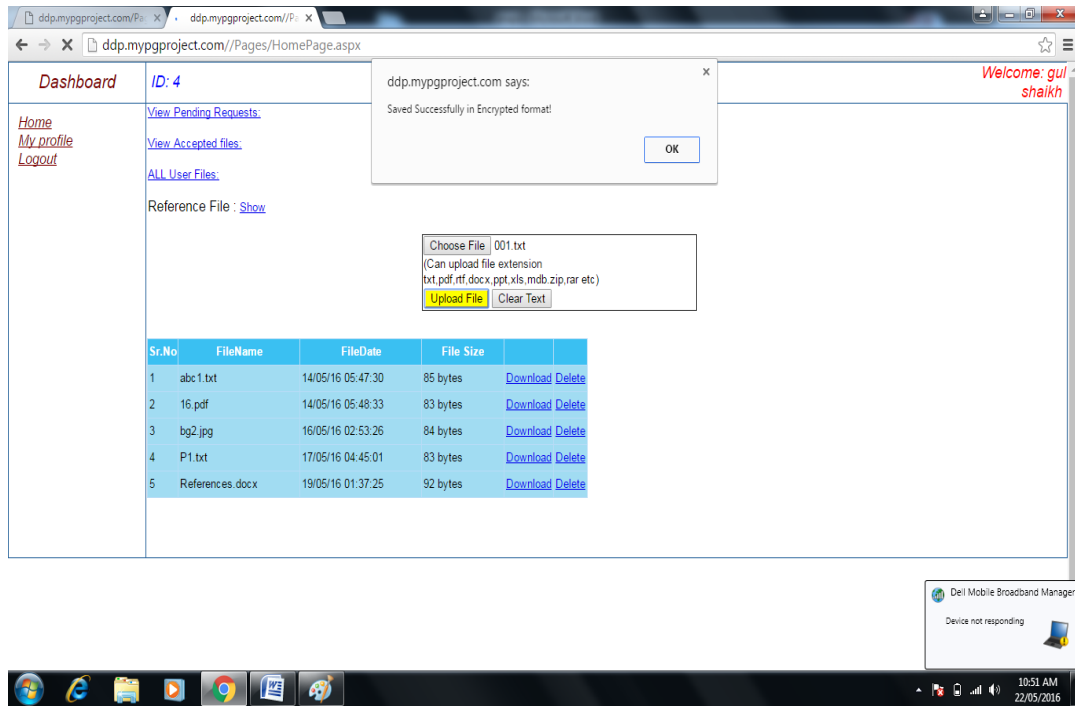 ddp.mypgproject.com/Pa
ddp.mypgproject.com//Pa
ddp.mypgproject.com//Pages/HomePage.aspx
Dashboard
ID: 4
Welcome: gul
shaikh
ddp.mypgproject.com says:
Saved Successfully in Encrypted format!
OK
Home
My profile
Logout
View Pending Requests:
View Accepted files:
ALL User Files:
Reference File : Show
Choose File 001.txt
(Can upload file extension
txt,pdf,rtf,docx,ppt,xls,mdb.zip,rar etc)
Upload File Clear Text
Sr.No FileName FileDate File Size
1 abc1.txt 14/05/16 05:47:30 85 bytes Download Delete
2 16.pdf 14/05/16 05:48:33 83 bytes Download Delete
3 bg2.jpg 16/05/16 02:53:26 84 bytes Download Delete
4 P1.txt 17/05/16 04:45:01 83 bytes Download Delete
5 References.docx 19/05/16 01:37:25 92 bytes Download Delete
Dell Mobile Broadband Manager
Device not responding
10:51 AM
22/05/2016